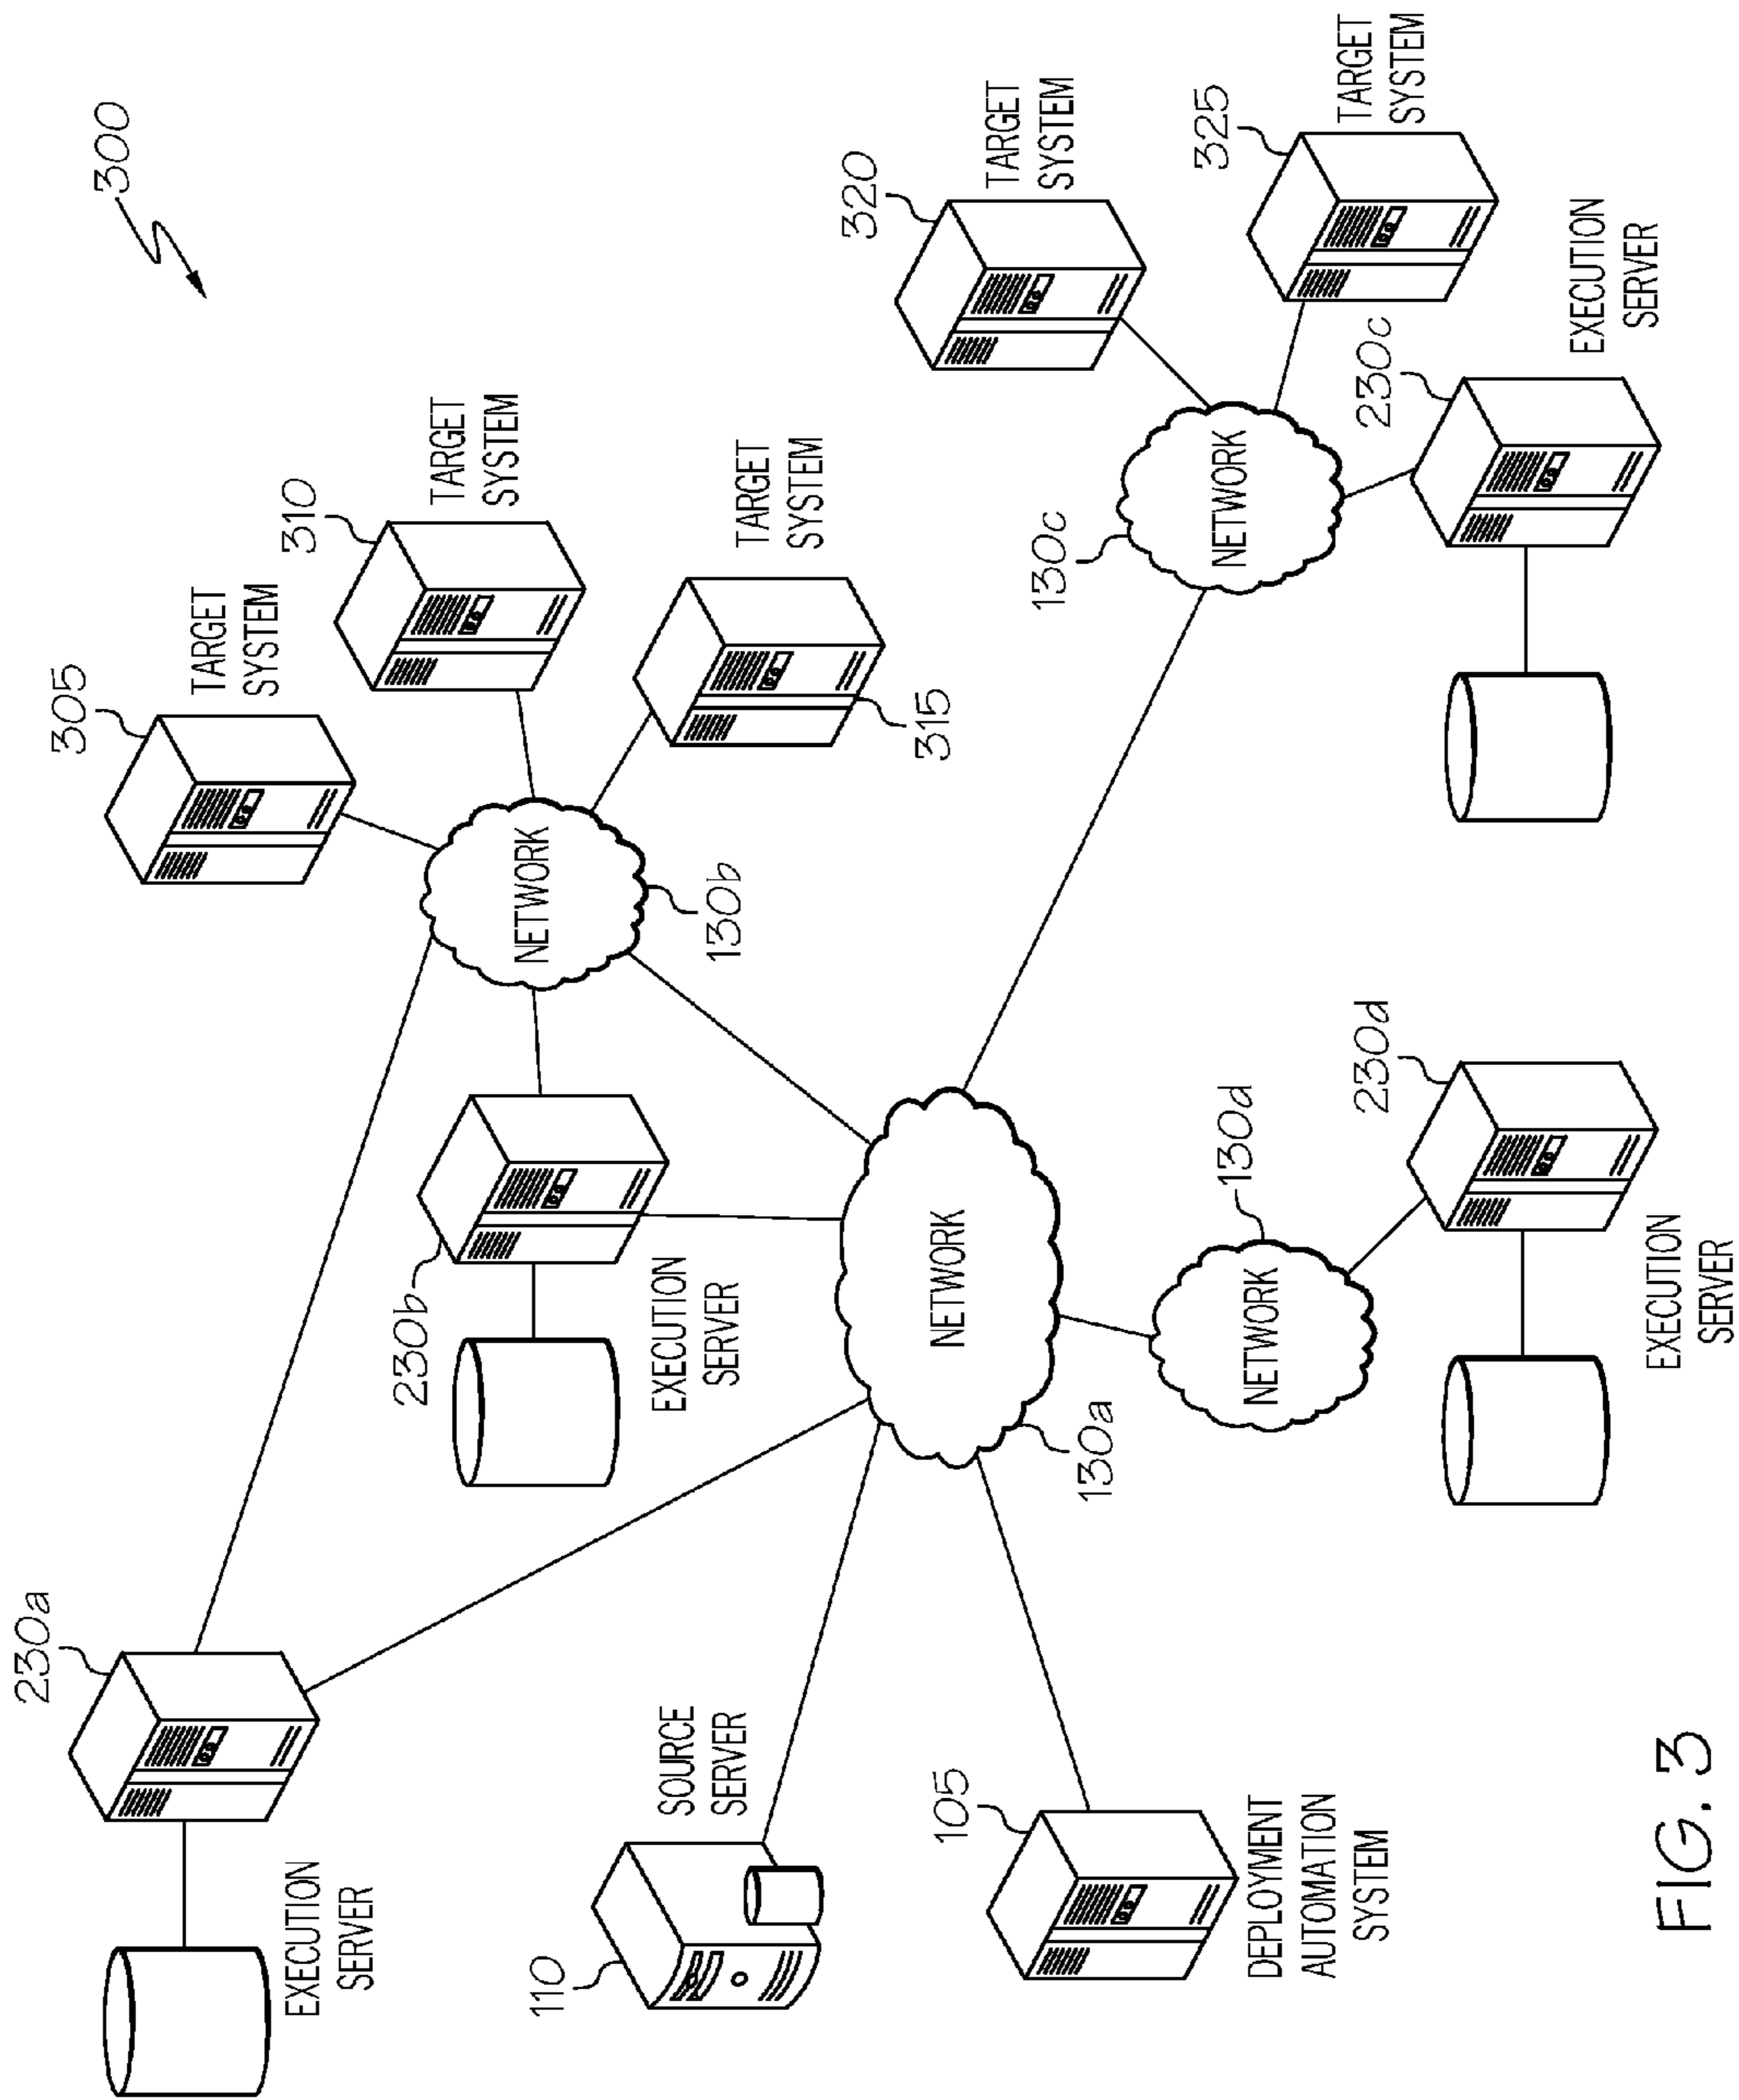 300
230a
EXECUTION
SERVER
305
TARGET
SYSTEM
310
TARGET
SYSTEM
TARGET
SYSTEM
315
NETWORK
130b
230b
EXECUTION
SERVER
320
TARGET
SYSTEM
325
TARGET
SYSTEM
NETWORK
130c
230c
EXECUTION
SERVER
110
SOURCE
SERVER
NETWORK
130a
105
DEPLOYMENT
AUTOMATION
SYSTEM
130d
NETWORK
230d
EXECUTION
SERVER
FIG. 3